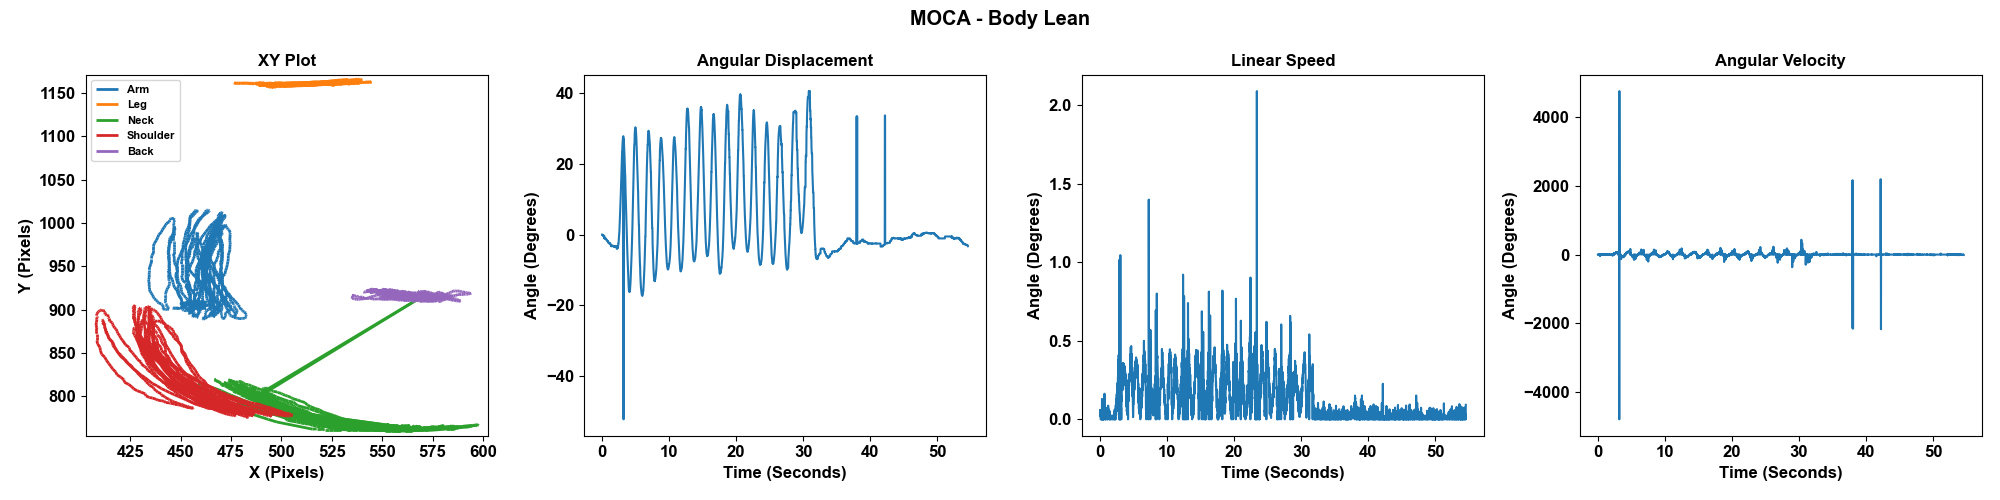 MOCA - Body Lean
XY Plot
Arm
Leg
Neck
Shoulder
Back
1150
1100
1050
1000
950
900
850
800
Y (Pixels)
425 450 475 500 525 550 575 600
X (Pixels)
Angular Displacement
40
20
0
−20
−40
Angle (Degrees)
0 10 20 30 40 50
Time (Seconds)
Linear Speed
2.0
1.5
1.0
0.5
0.0
Angle (Degrees)
0 10 20 30 40 50
Time (Seconds)
Angular Velocity
4000
2000
0
−2000
−4000
Angle (Degrees)
0 10 20 30 40 50
Time (Seconds)